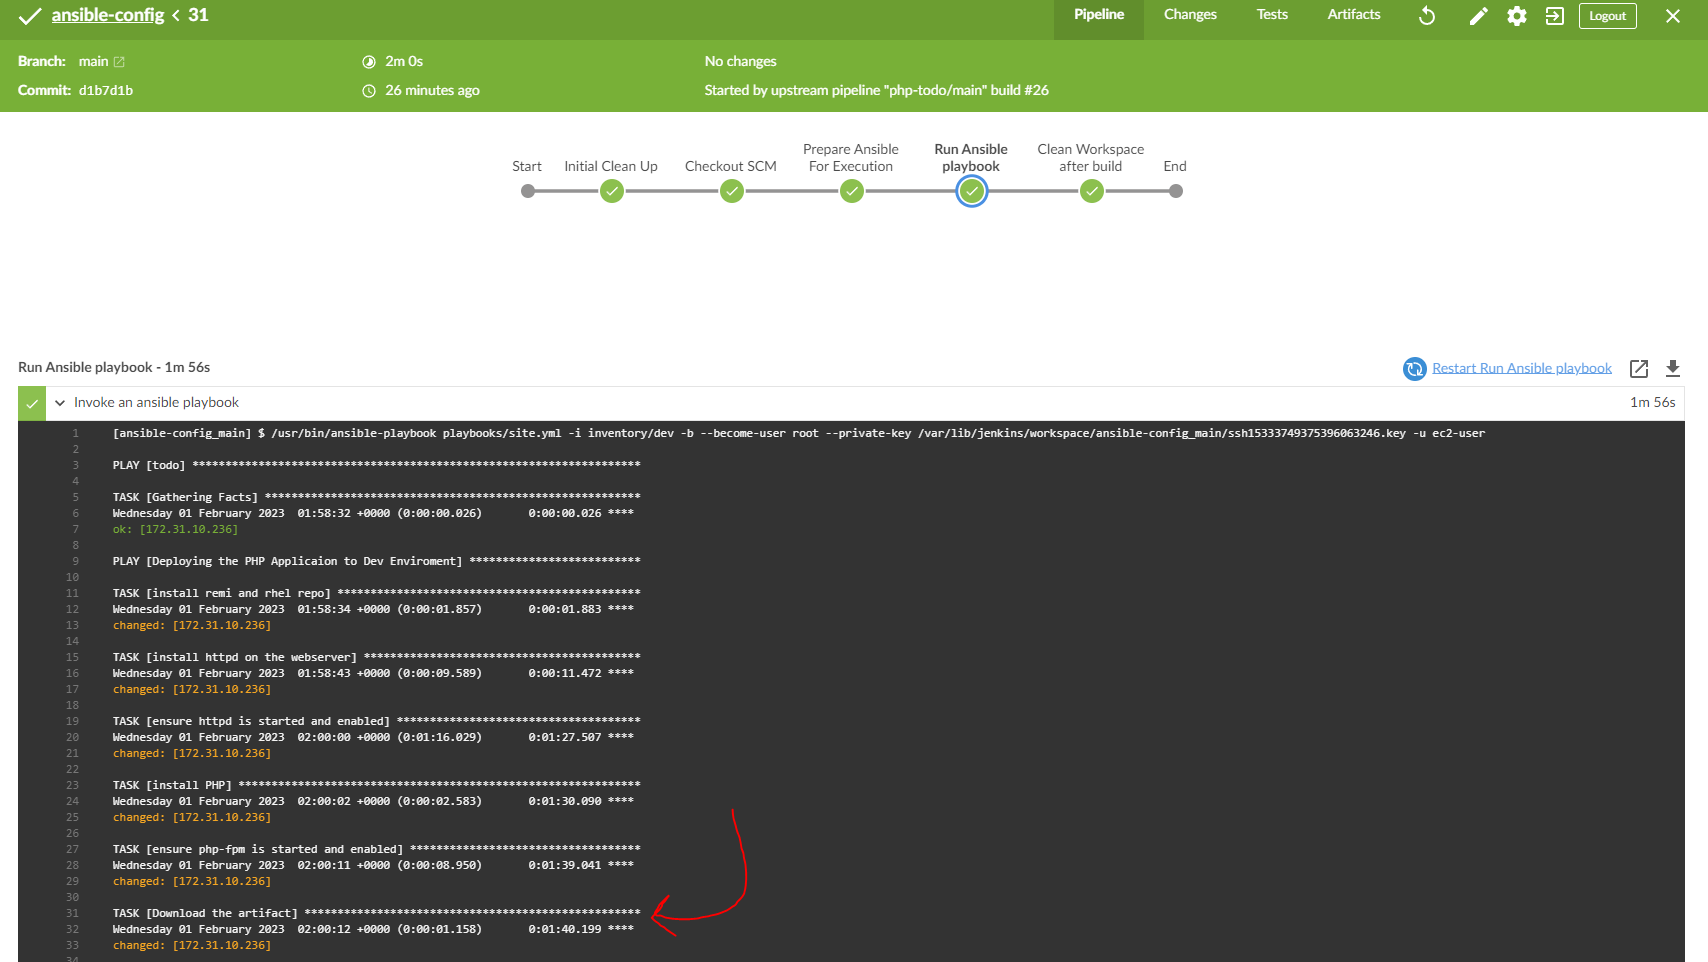 ansible-config < 31
Pipeline Changes Tests Artifacts Logout
Branch: main 2m 0s No changes
Commit: d1b7d1b 26 minutes ago Started by upstream pipeline "php-todo/main" build #26
Start Initial Clean Up Checkout SCM Prepare Ansible For Execution Run Ansible playbook Clean Workspace after build End
Run Ansible playbook - 1m 56s Restart Run Ansible playbook
Invoke an ansible playbook 1m 56s
1 [ansible-config_main] $ /usr/bin/ansible-playbook playbooks/site.yml -i inventory/dev -b --become-user root --private-key /var/lib/jenkins/workspace/ansible-config_main/ssh15333749375396063246.key -u ec2-user
2
3 PLAY [todo] ********************************************************************
4
5 TASK [Gathering Facts] *********************************************************
6 Wednesday 01 February 2023  01:58:32 +0000 (0:00:00.026)       0:00:00.026 ****
7 ok: [172.31.10.236]
8
9 PLAY [Deploying the PHP Applicaion to Dev Enviroment] **************************
10
11 TASK [install remi and rhel repo] **********************************************
12 Wednesday 01 February 2023  01:58:34 +0000 (0:00:01.857)       0:00:01.883 ****
13 changed: [172.31.10.236]
14
15 TASK [install httpd on the webserver] ******************************************
16 Wednesday 01 February 2023  01:58:43 +0000 (0:00:09.589)       0:00:11.472 ****
17 changed: [172.31.10.236]
18
19 TASK [ensure httpd is started and enabled] *************************************
20 Wednesday 01 February 2023  02:00:00 +0000 (0:01:16.029)       0:01:27.507 ****
21 changed: [172.31.10.236]
22
23 TASK [install PHP] *************************************************************
24 Wednesday 01 February 2023  02:00:02 +0000 (0:00:02.583)       0:01:30.090 ****
25 changed: [172.31.10.236]
26
27 TASK [ensure php-fpm is started and enabled] ***********************************
28 Wednesday 01 February 2023  02:00:11 +0000 (0:00:08.950)       0:01:39.041 ****
29 changed: [172.31.10.236]
30
31 TASK [Download the artifact] ***************************************************
32 Wednesday 01 February 2023  02:00:12 +0000 (0:00:01.158)       0:01:40.199 ****
33 changed: [172.31.10.236]
34